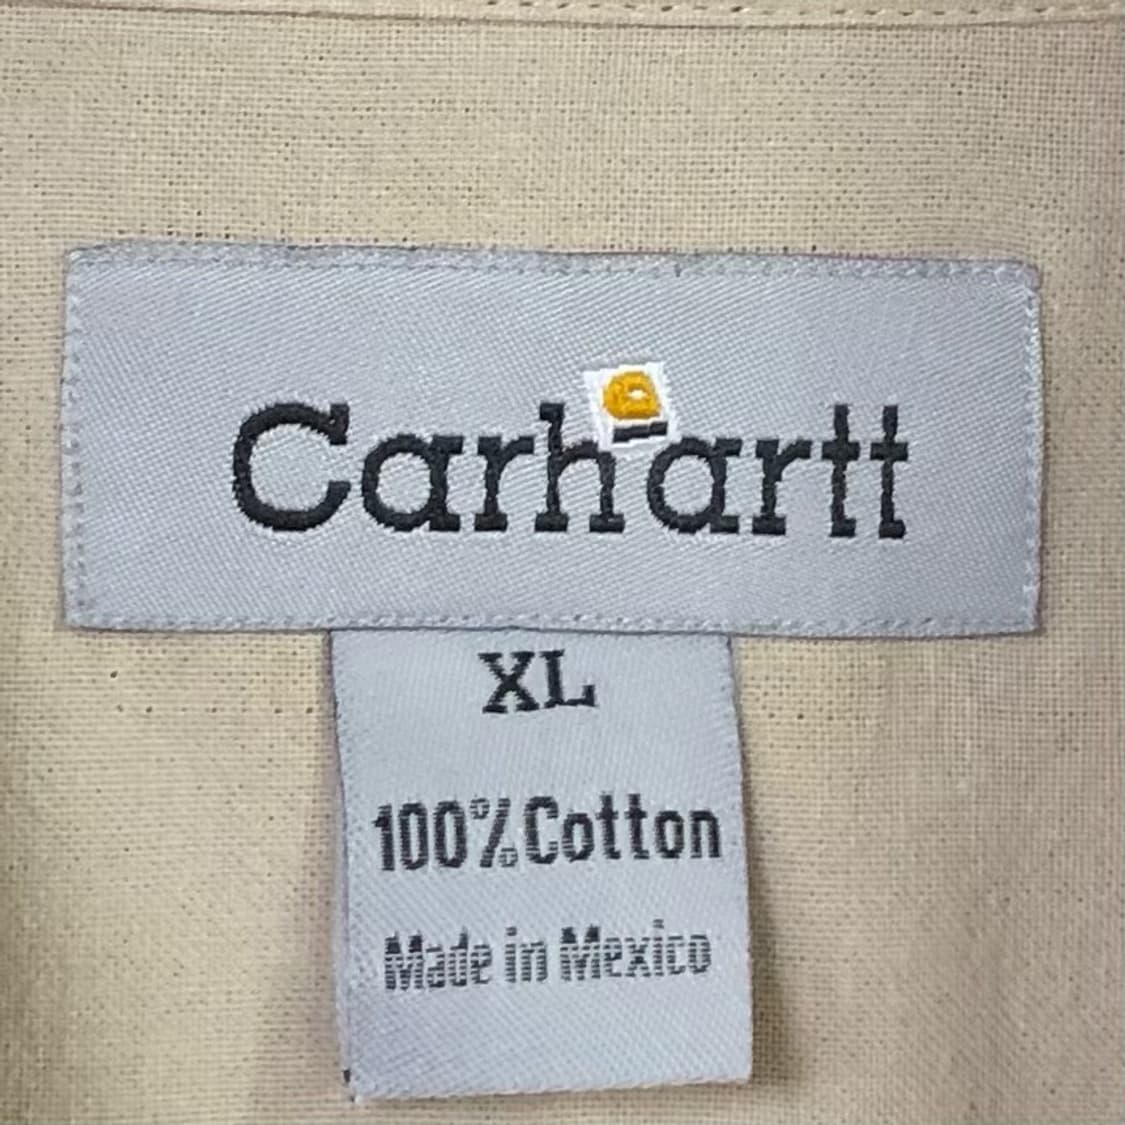 Carhartt
XL
100% Cotton
Made in Mexico